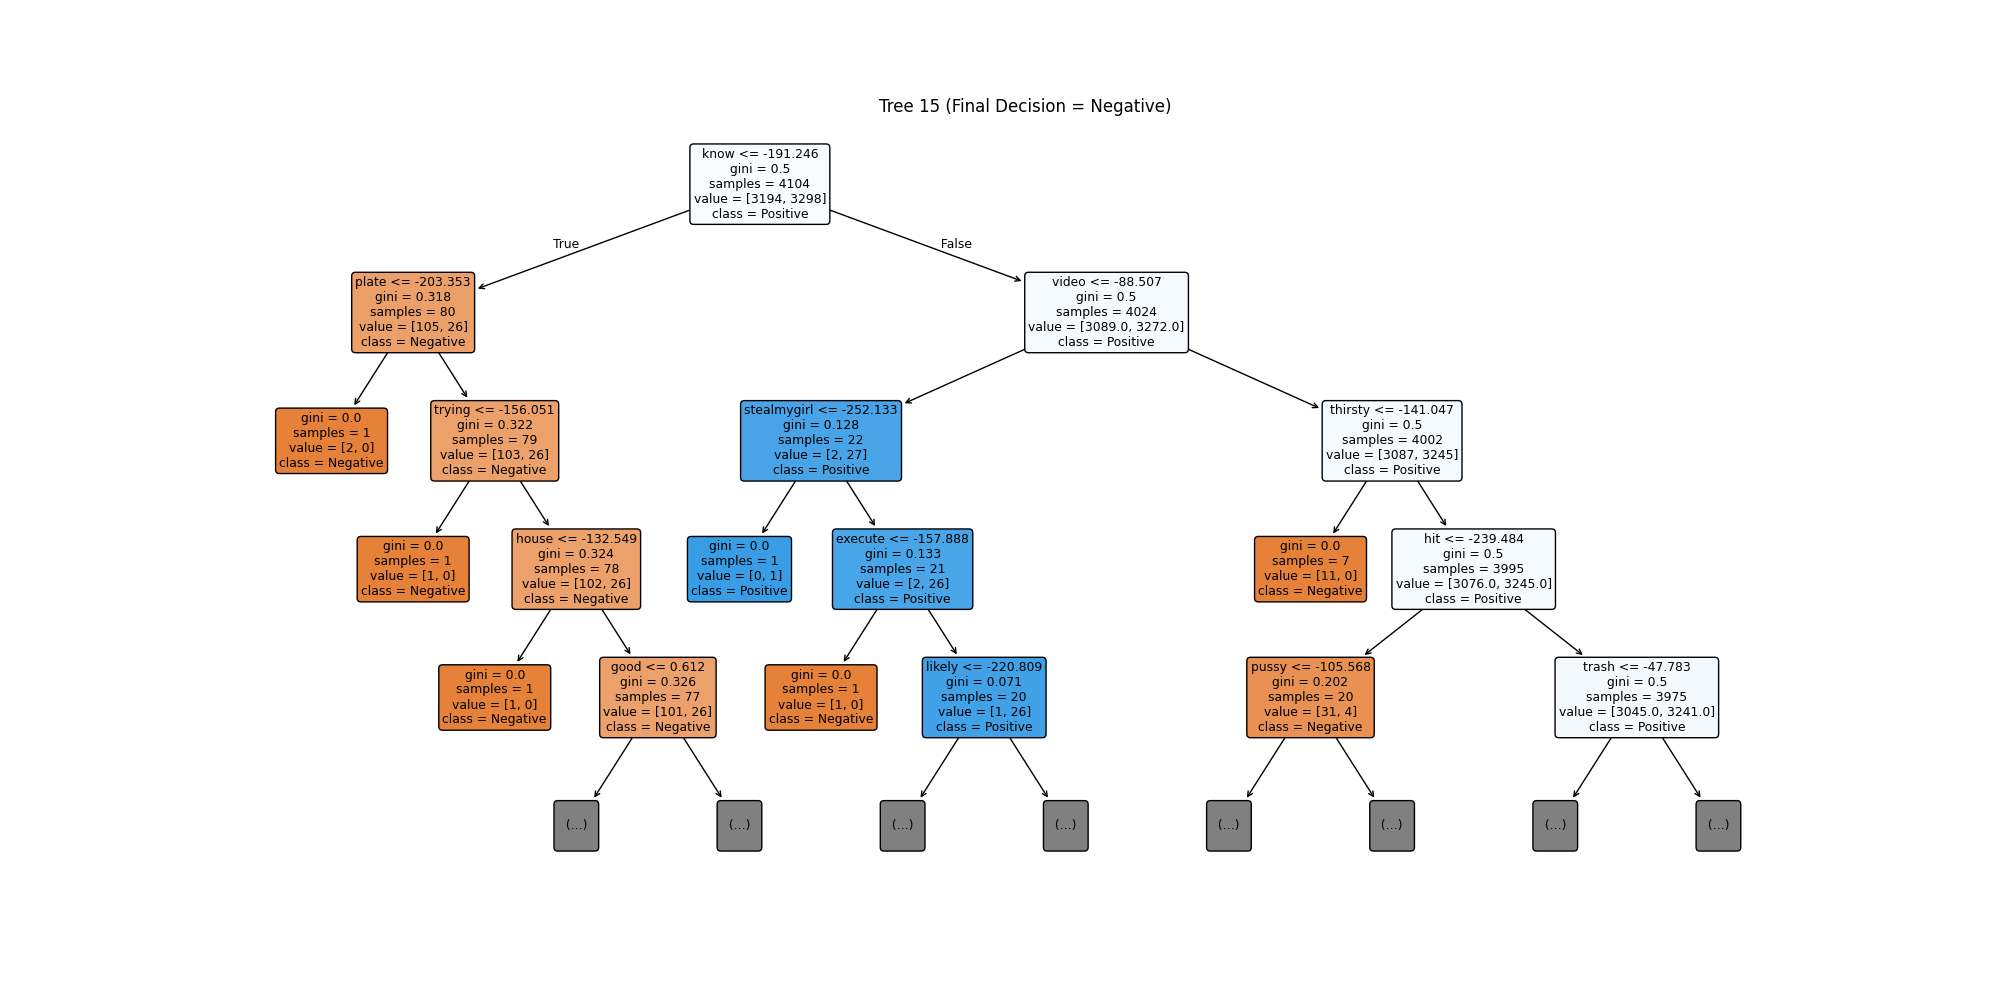 Tree 15 (Final Decision = Negative)
know <= -191.246
gini = 0.5
samples = 4104
value = [3194, 3298]
class = Positive
True
False
plate <= -203.353
gini = 0.318
samples = 80
value = [105, 26]
class = Negative
video <= -88.507
gini = 0.5
samples = 4024
value = [3089.0, 3272.0]
class = Positive
gini = 0.0
samples = 1
value = [2, 0]
class = Negative
trying <= -156.051
gini = 0.322
samples = 79
value = [103, 26]
class = Negative
stealmygirl <= -252.133
gini = 0.128
samples = 22
value = [2, 27]
class = Positive
thirsty <= -141.047
gini = 0.5
samples = 4002
value = [3087, 3245]
class = Positive
gini = 0.0
samples = 1
value = [1, 0]
class = Negative
house <= -132.549
gini = 0.324
samples = 78
value = [102, 26]
class = Negative
gini = 0.0
samples = 1
value = [0, 1]
class = Positive
execute <= -157.888
gini = 0.133
samples = 21
value = [2, 26]
class = Positive
gini = 0.0
samples = 7
value = [11, 0]
class = Negative
hit <= -239.484
gini = 0.5
samples = 3995
value = [3076.0, 3245.0]
class = Positive
gini = 0.0
samples = 1
value = [1, 0]
class = Negative
good <= 0.612
gini = 0.326
samples = 77
value = [101, 26]
class = Negative
gini = 0.0
samples = 1
value = [1, 0]
class = Negative
likely <= -220.809
gini = 0.071
samples = 20
value = [1, 26]
class = Positive
pussy <= -105.568
gini = 0.202
samples = 20
value = [31, 4]
class = Negative
trash <= -47.783
gini = 0.5
samples = 3975
value = [3045.0, 3241.0]
class = Positive
(...)
(...)
(...)
(...)
(...)
(...)
(...)
(...)